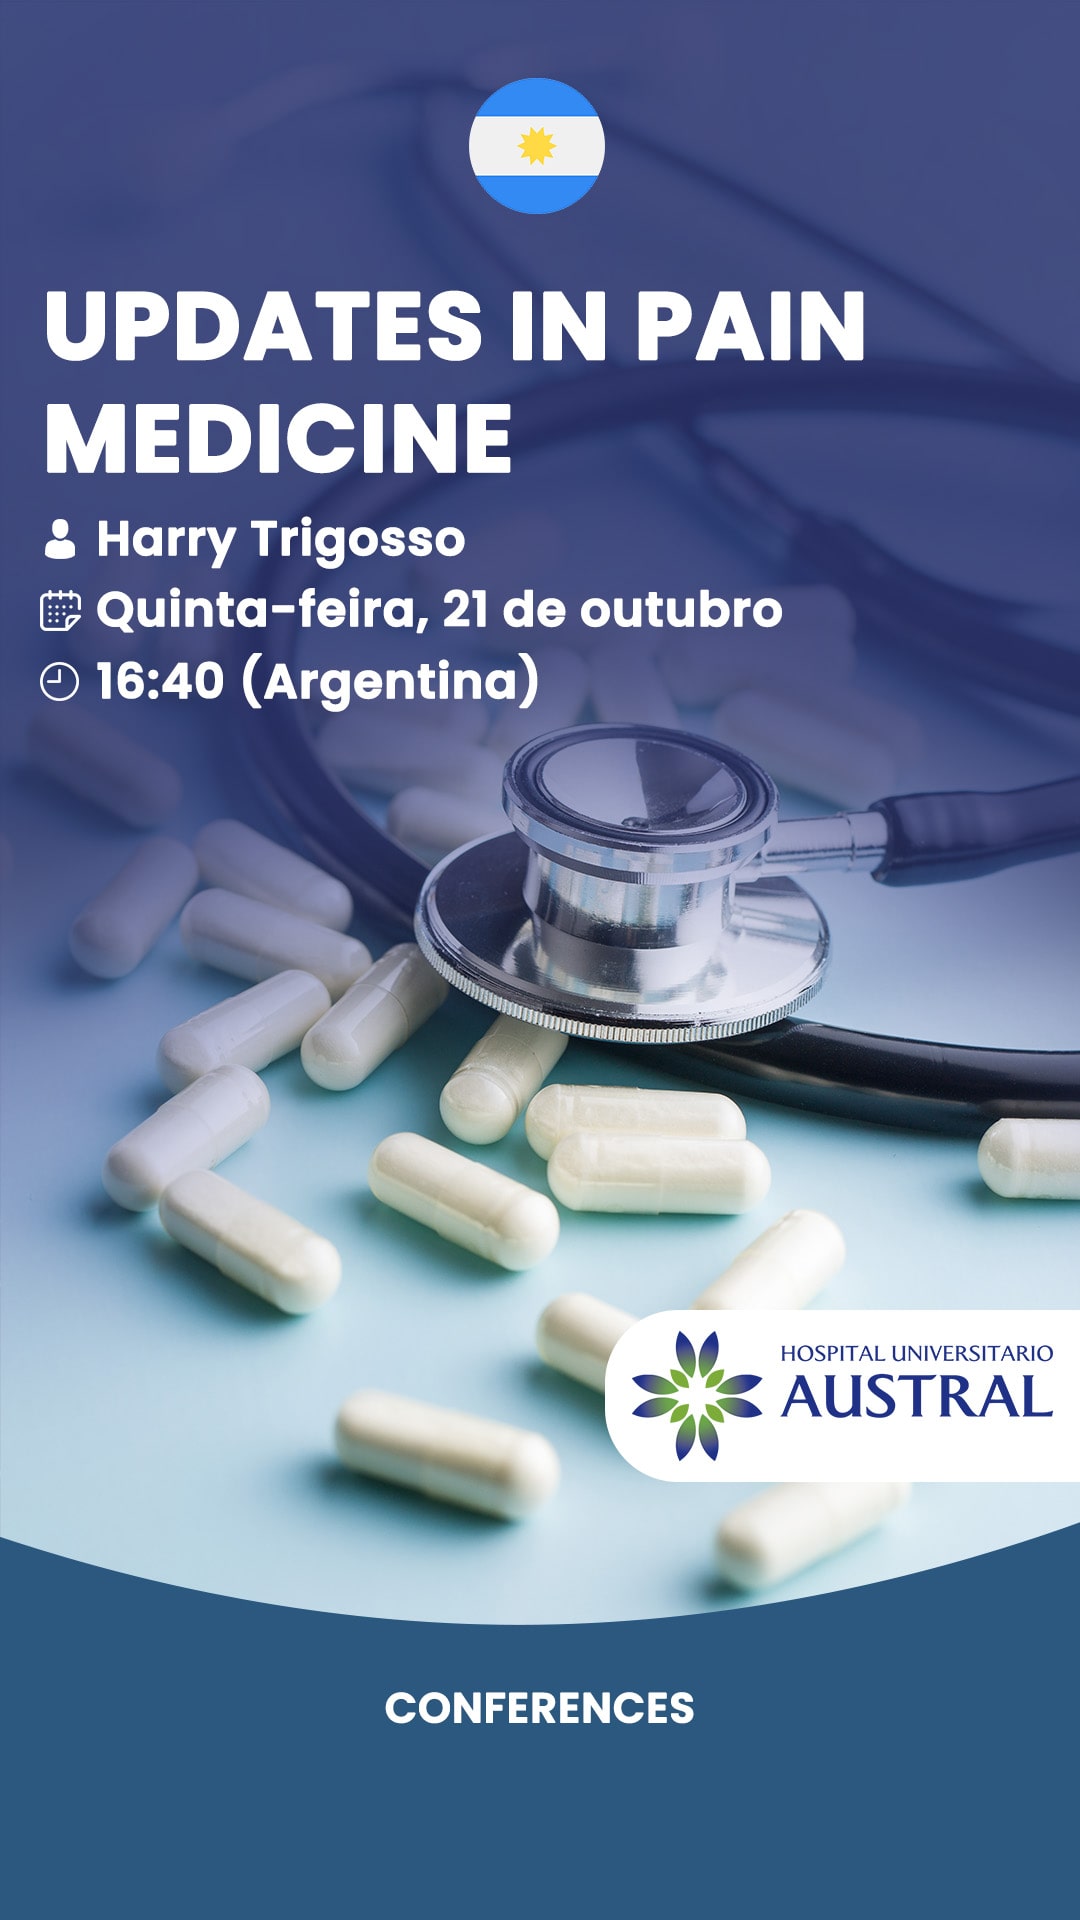 UPDATES IN PAIN
MEDICINE
Harry Trigosso
Quinta-feira, 21 de outubro
16:40 (Argentina)
HOSPITAL UNIVERSITARIO
AUSTRAL
CONFERENCES